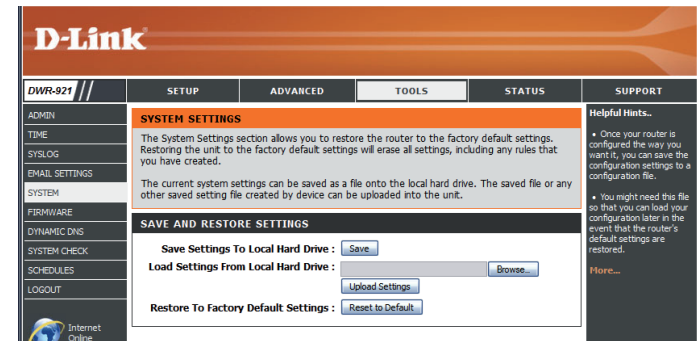 D-Link
DWR-921
SETUP
ADVANCED
TOOLS
STATUS
SUPPORT
ADMIN
TIME
SYSLOG
EMAIL SETTINGS
SYSTEM
FIRMWARE
DYNAMIC DNS
SYSTEM CHECK
SCHEDULES
LOGOUT
Internet
Online
SYSTEM SETTINGS
The System Settings section allows you to restore the router to the factory default settings.
Restoring the unit to the factory default settings will erase all settings, including any rules that
you have created.
The current system settings can be saved as a file onto the local hard drive. The saved file or any
other saved setting file created by device can be uploaded into the unit.
SAVE AND RESTORE SETTINGS
Save Settings To Local Hard Drive : Save
Load Settings From Local Hard Drive : Browse...
Upload Settings
Restore To Factory Default Settings : Reset to Default
Helpful Hints..
• Once your router is
configured the way you
want it, you can save the
configuration settings to a
configuration file.
• You might need this file
so that you can load your
configuration later in the
event that the router's
default settings are
restored.
More...